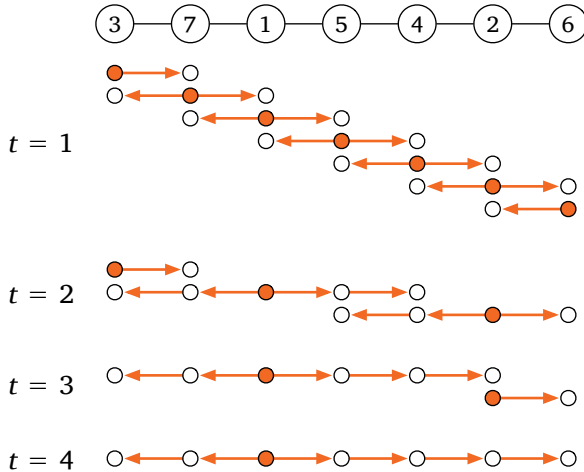 3 7 1 5 4 2 6
t = 1
t = 2
t = 3
t = 4